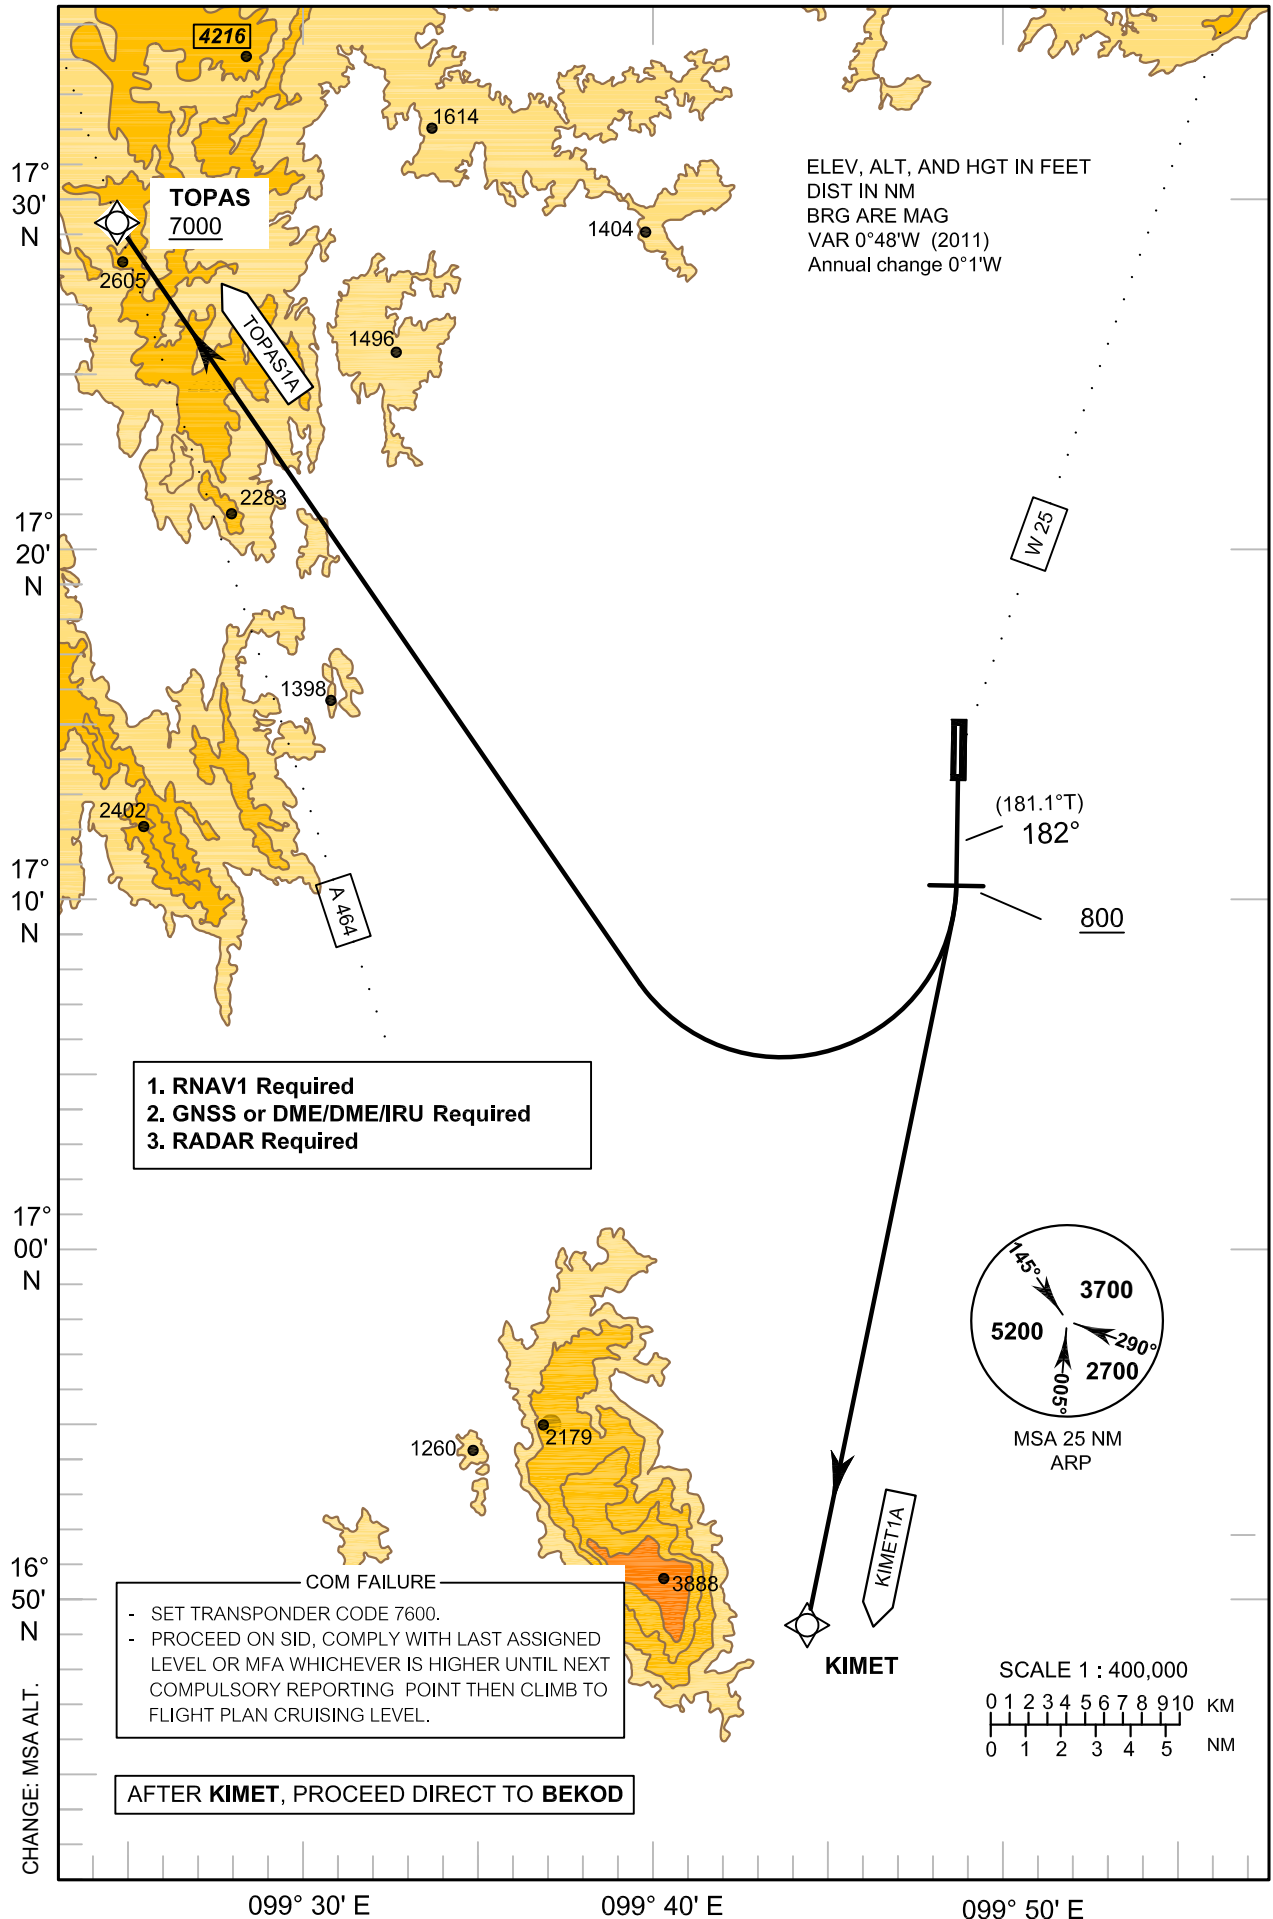 4216
1614
17°
30'
N
TOPAS
7000
ELEV, ALT, AND HGT IN FEET
DIST IN NM
BRG ARE MAG
VAR 0°48'W (2011)
Annual change 0°1'W
1404
2605
TOPAS1A
1496
2283
17°
20'
N
W 25
1398
2402
(181.1°T)
182°
17°
10'
N
A 464
800
1. RNAV1 Required
2. GNSS or DME/DME/IRU Required
3. RADAR Required
17°
00'
N
145°
3700
5200
290°
2700
005°
MSA 25 NM
ARP
2179
1260
3888
KIMET1A
16°
50'
N
COM FAILURE
- SET TRANSPONDER CODE 7600.
- PROCEED ON SID, COMPLY WITH LAST ASSIGNED
LEVEL OR MFA WHICHEVER IS HIGHER UNTIL NEXT
COMPULSORY REPORTING POINT THEN CLIMB TO
FLIGHT PLAN CRUISING LEVEL.
KIMET
SCALE 1 : 400,000
0 1 2 3 4 5 6 7 8 9 10 KM
0 1 2 3 4 5 NM
AFTER KIMET, PROCEED DIRECT TO BEKOD
CHANGE: MSA ALT.
099° 30' E
099° 40' E
099° 50' E